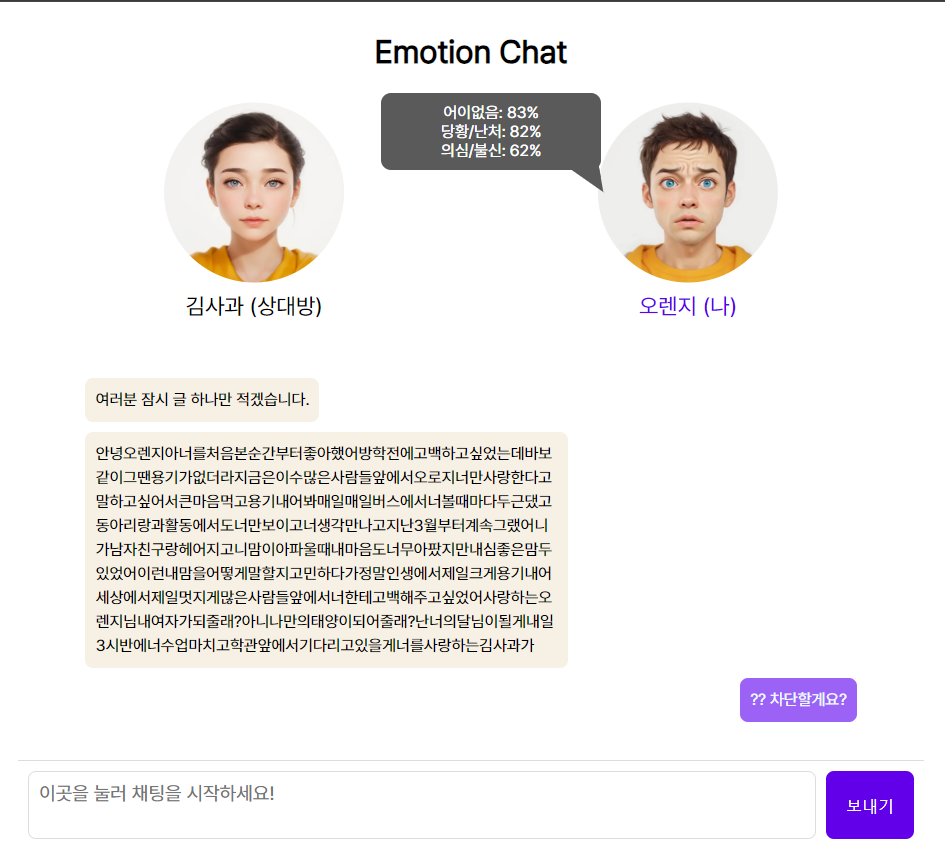 Emotion Chat
어이없음: 83%
당황/난처: 82%
의심/불신: 62%
김사과 (상대방)
오렌지 (나)
여러분 잠시 글 하나만 적겠습니다.
안녕오렌지아너를처음본순간부터좋아했어방학전에고백하고싶었는데바보
같이그땐용기가없더라지금은이수많은사람들앞에서오로지너만사랑한다고
말하고싶어서큰마음먹고용기내어봐매일매일버스에서너볼때마다두근댔고
동아리랑과활동에서도너만보이고너생각만나고지난3월부터계속그랬어니
가남자친구랑헤어지고니맘이아파울때내마음도너무아팠지만내심좋은맘두
있었어이런내맘을어떻게말할지고민하다가정말인생에서제일크게용기내어
세상에서제일멋지게많은사람들앞에서너한테고백해주고싶었어사랑하는오
렌지님내여자가되줄래?아니나만의태양이되어줄래?난너의달님이될게내일
3시반에너수업마치고학관앞에서기다리고있을게너를사랑하는김사과가
?? 차단할게요?
이곳을 눌러 채팅을 시작하세요!
보내기